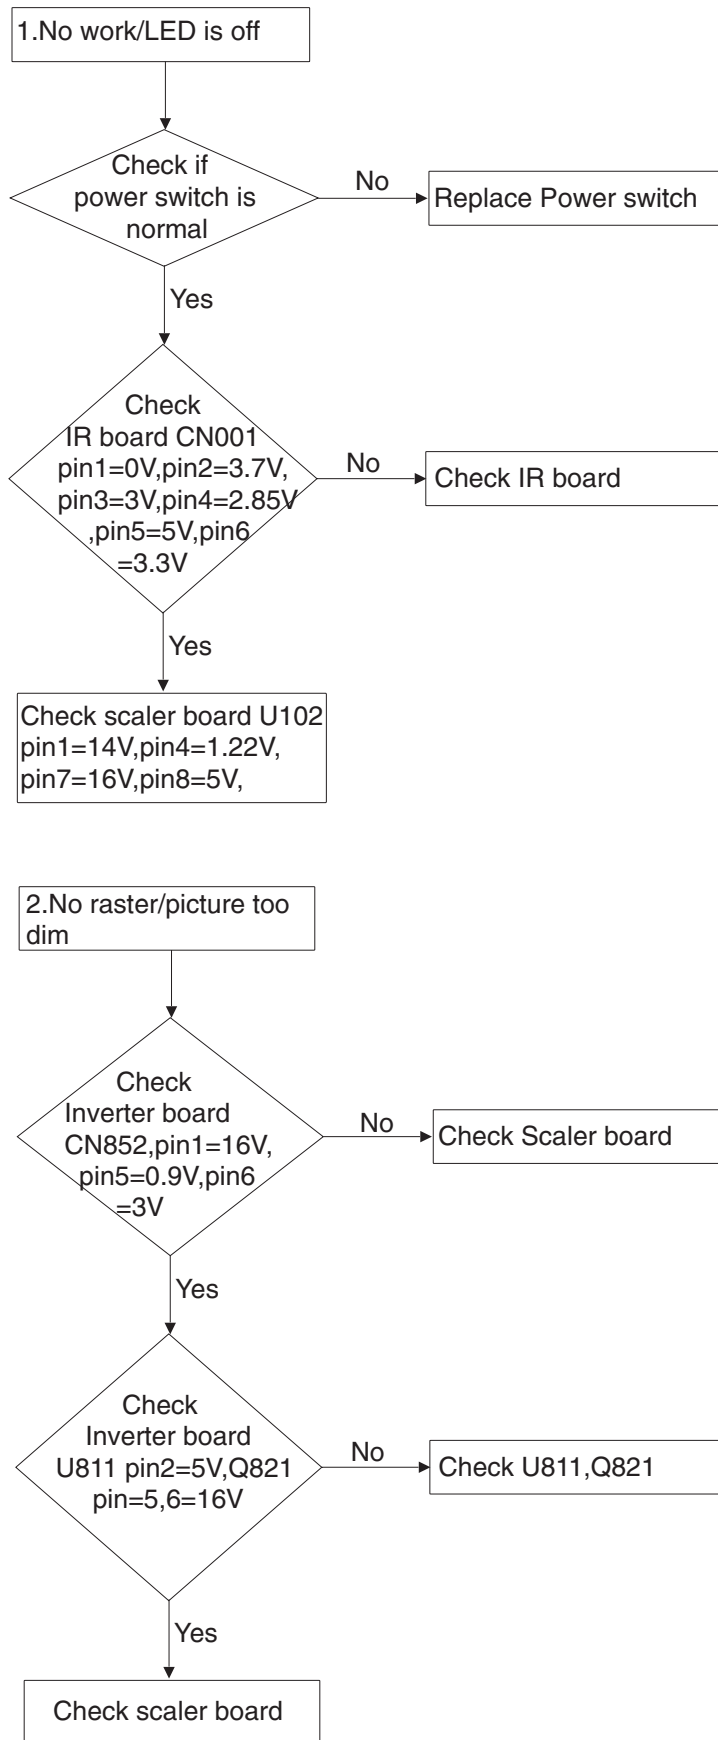 1.No work/LED is off
Check if
power switch is
normal
No
Replace Power switch
Yes
Check
IR board CN001
pin1=0V,pin2=3.7V,
pin3=3V,pin4=2.85V
,pin5=5V,pin6
=3.3V
No
Check IR board
Yes
Check scaler board U102
pin1=14V,pin4=1.22V,
pin7=16V,pin8=5V,
2.No raster/picture too
dim
Check
Inverter board
CN852,pin1=16V,
pin5=0.9V,pin6
=3V
No
Check Scaler board
Yes
Check
Inverter board
U811 pin2=5V,Q821
pin=5,6=16V
No
Check U811,Q821
Yes
Check scaler board